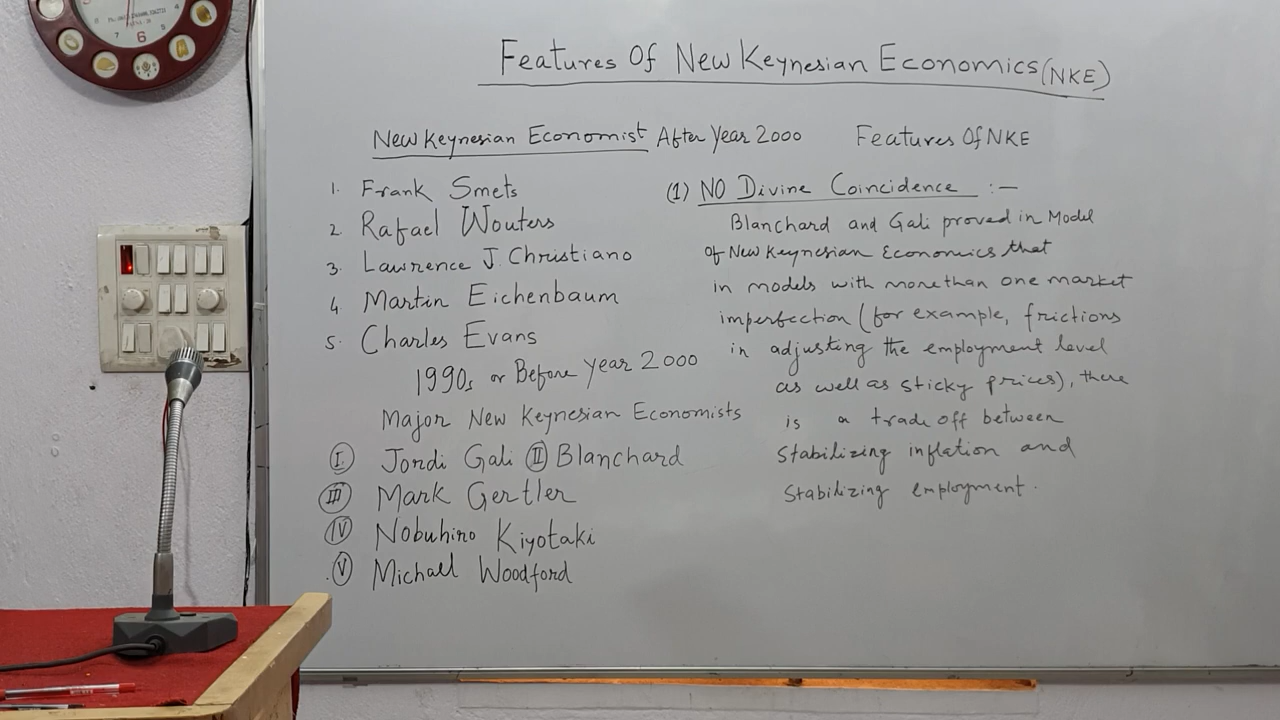 Features Of New Keynesian Economics (NKE)
New Keynesian Economist After Year 2000
1. Frank Smets
2. Rafael Wouters
3. Lawrence J. Christiano
4. Martin Eichenbaum
5. Charles Evans
1990s or Before year 2000
Major New Keynesian Economists
I. Jordi Gali II Blanchard
III Mark Gertler
IV Nobuhiro Kiyotaki
V Michael Woodford
Features Of NKE
(1) NO Divine Coincidence :-
Blanchard and Gali proved in Model
of New Keynesian Economics that
in models with more than one market
imperfection (for example, frictions
in adjusting the employment level
as well as sticky prices), there
is a trade off between
Stabilizing inflation and
Stabilizing employment.
7 6 5 4